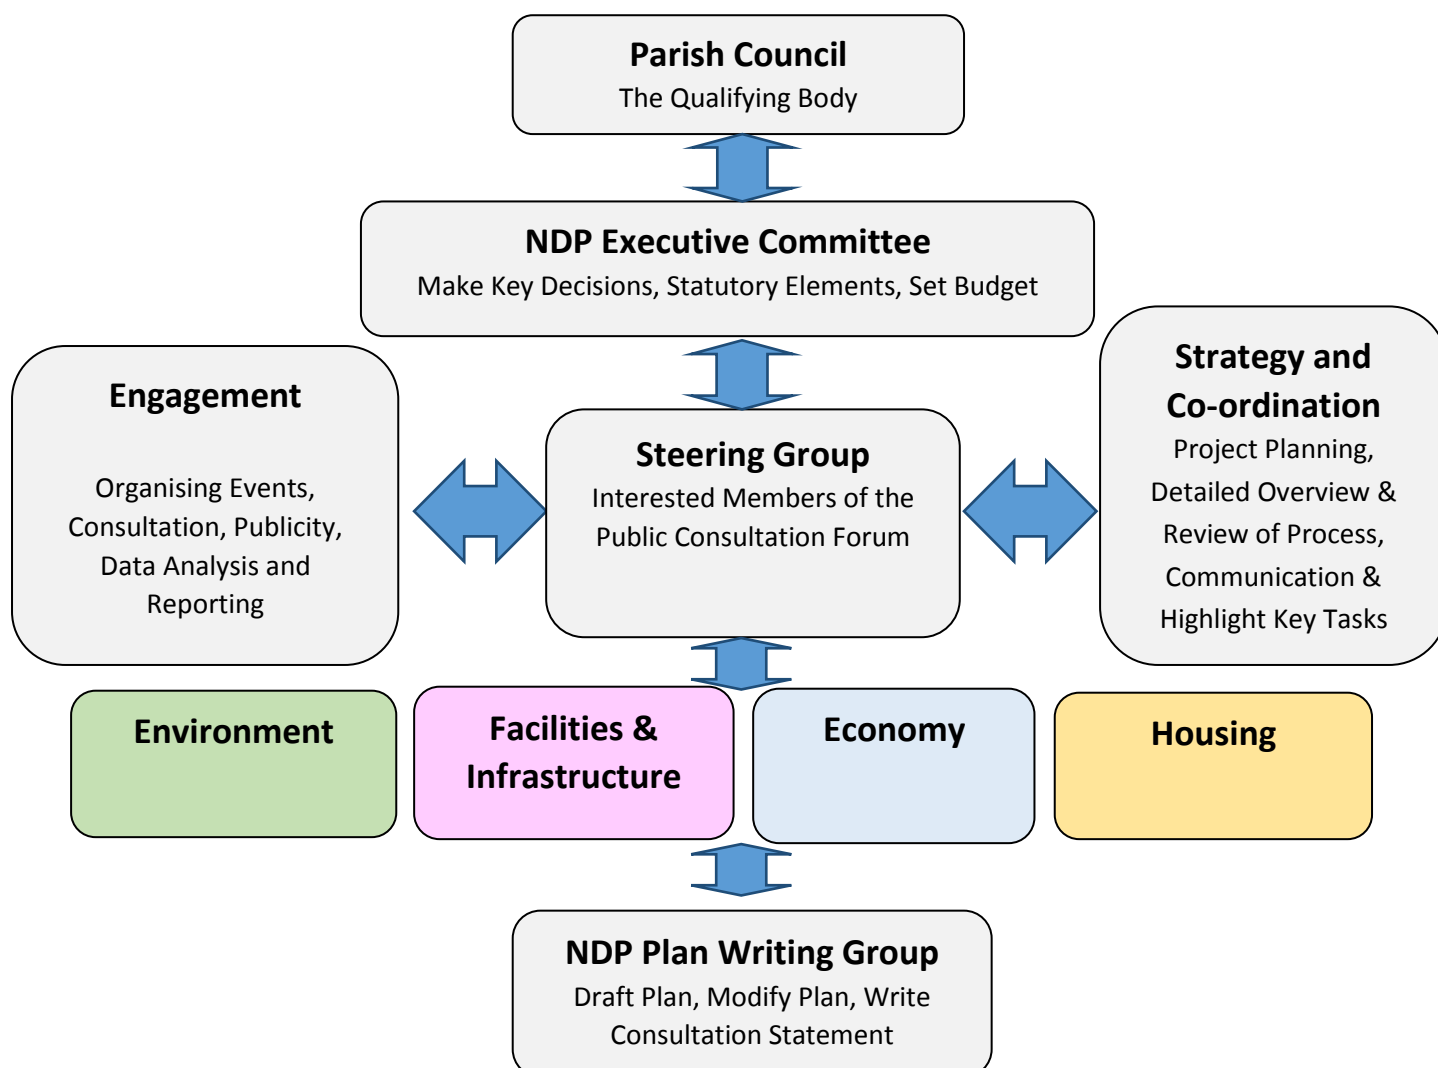 Parish Council
The Qualifying Body
NDP Executive Committee
Make Key Decisions, Statutory Elements, Set Budget
Engagement
Organising Events,
Consultation, Publicity,
Data Analysis and
Reporting
Steering Group
Interested Members of the
Public Consultation Forum
Strategy and
Co-ordination
Project Planning,
Detailed Overview &
Review of Process,
Communication &
Highlight Key Tasks
Environment
Facilities &
Infrastructure
Economy
Housing
NDP Plan Writing Group
Draft Plan, Modify Plan, Write
Consultation Statement